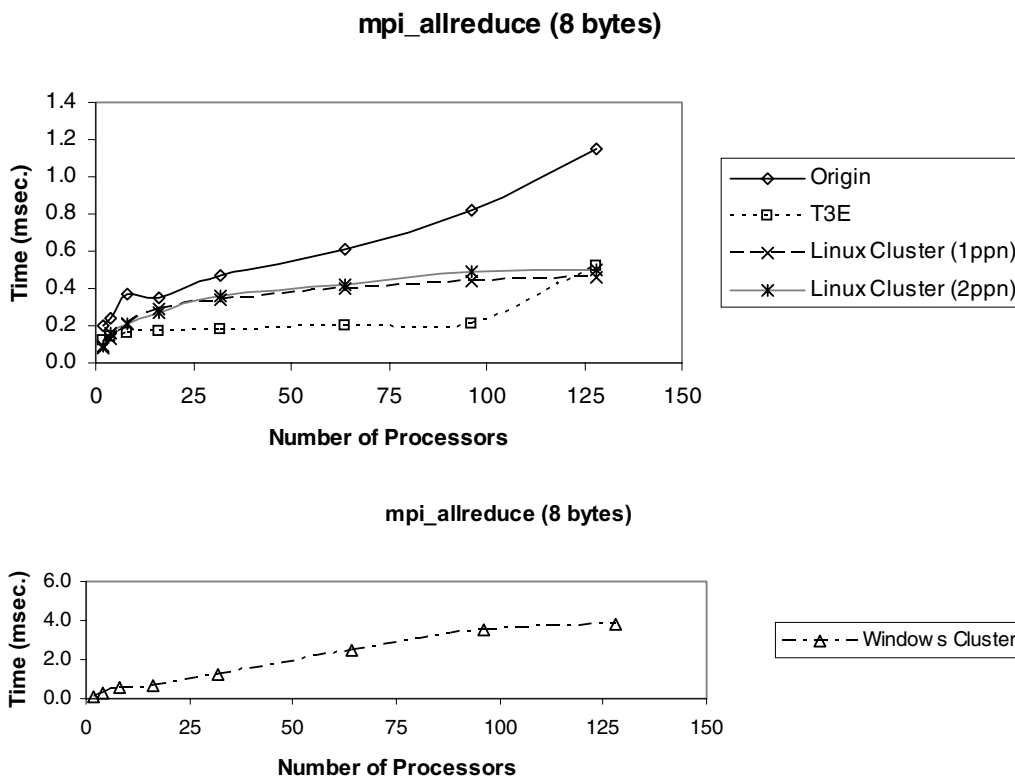 mpi_allreduce (8 bytes)
1.4
1.2
1.0
0.8
0.6
0.4
0.2
0.0
Time (msec.)
0 25 50 75 100 125 150
Number of Processors
Origin
T3E
Linux Cluster (1ppn)
Linux Cluster (2ppn)
mpi_allreduce (8 bytes)
6.0
4.0
2.0
0.0
Time (msec.)
0 25 50 75 100 125 150
Number of Processors
Windows Cluster